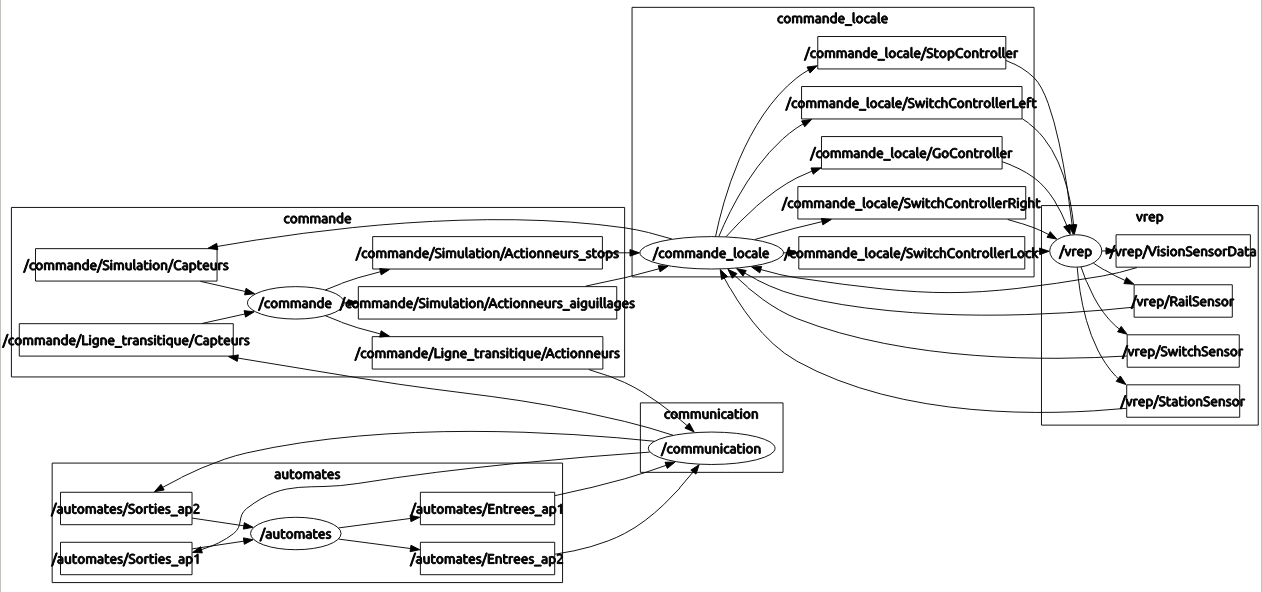 commande_locale
/commande_locale/StopController
/commande_locale/SwitchControllerLeft
/commande_locale/GoController
/commande_locale/SwitchControllerRight
/commande_locale
/commande_locale/SwitchControllerLock
vrep
/vrep
/vrep/VisionSensorData
/vrep/RailSensor
/vrep/SwitchSensor
/vrep/StationSensor
commande
/commande/Simulation/Capteurs
/commande/Simulation/Actionneurs_stops
/commande
/commande/Simulation/Actionneurs_aiguillages
/commande/Ligne_transitique/Capteurs
/commande/Ligne_transitique/Actionneurs
communication
/communication
automates
/automates/Sorties_ap2
/automates/Entrees_ap1
/automates
/automates/Sorties_ap1
/automates/Entrees_ap2